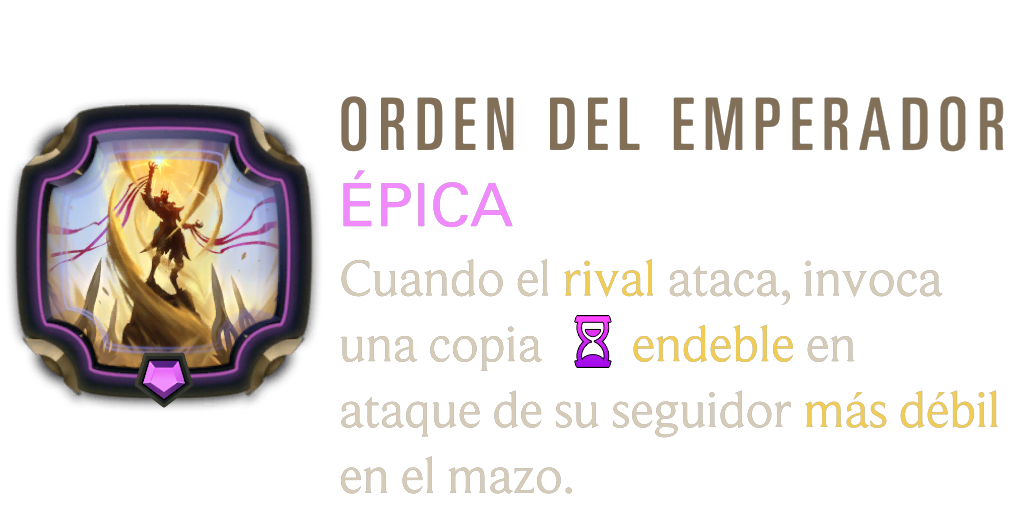 ORDEN DEL EMPERADOR
ÉPICA
Cuando el rival ataca, invoca
una copia endeble en
ataque de su seguidor más débil
en el mazo.